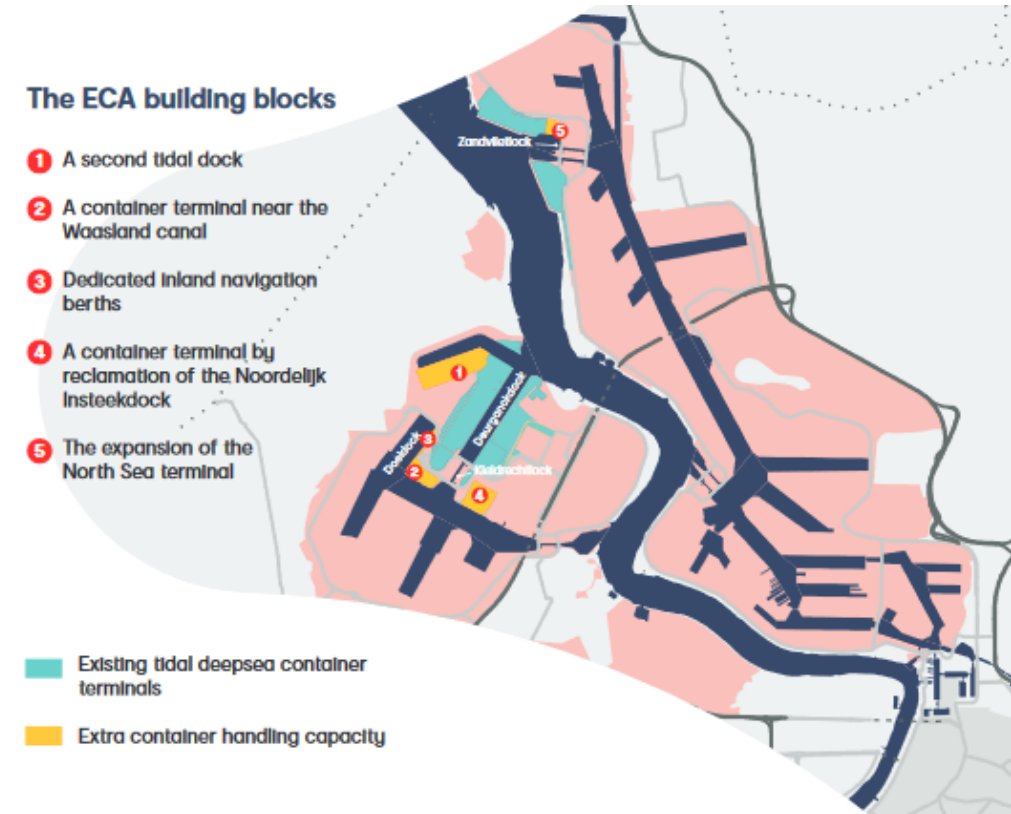 The ECA building blocks
1 A second tidal dock
2 A container terminal near the
Waasland canal
3 Dedicated inland navigation
berths
4 A container terminal by
reclamation of the Noordelijk
Insteekdock
5 The expansion of the
North Sea terminal
Existing tidal deepsea container
terminals
Extra container handling capacity
5
Zandvlietlock
1
Deurganckdock
3
Doeldock
2
Kieldrechtlock
4